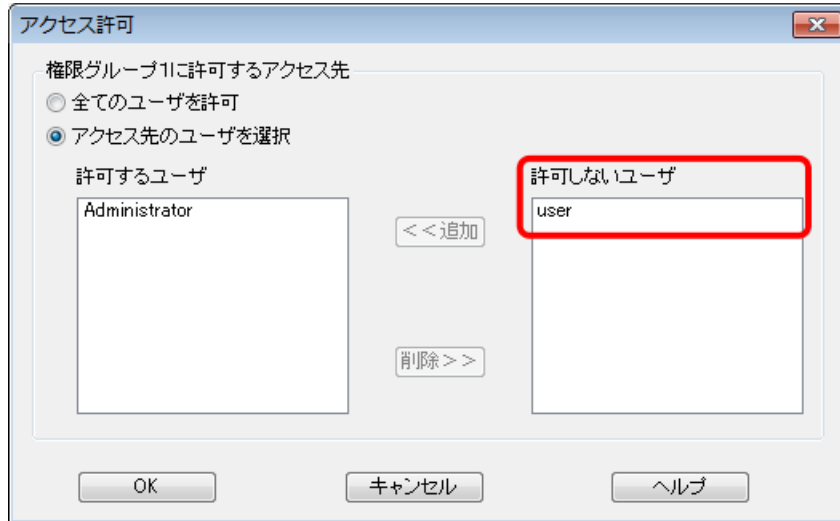 アクセス許可
権限グループ1に許可するアクセス先
全てのユーザを許可
アクセス先のユーザを選択
許可するユーザ
許可しないユーザ
Administrator
user
<<追加
削除>>
OK
キャンセル
ヘルプ